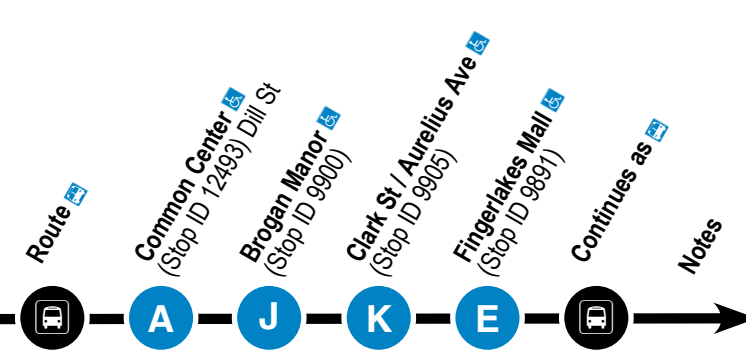 Route
Common Center
(Stop ID 12493) Dill St
Brogan Manor
(Stop ID 9900)
Clark St / Aurelius Ave
(Stop ID 9905)
Fingerlakes Mall
(Stop ID 9891)
Continues as
Notes
A
J
K
E